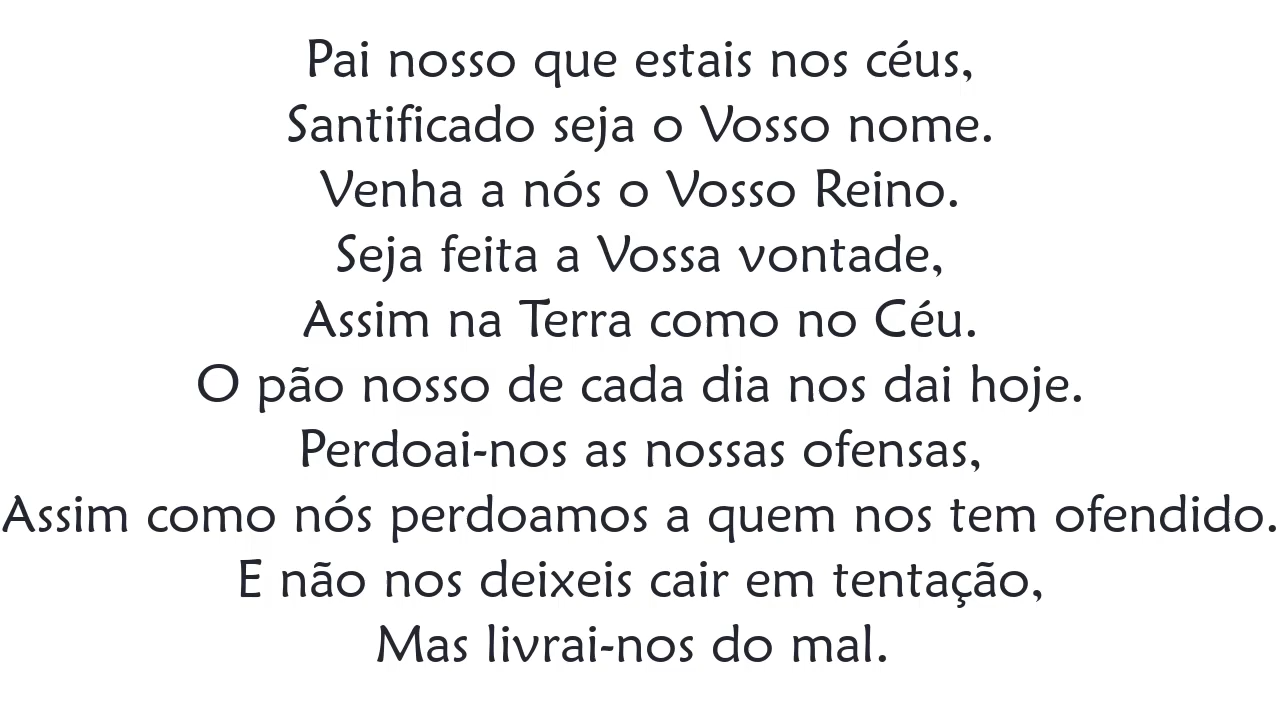 Pai nosso que estais nos céus,
Santificado seja o Vosso nome.
Venha a nós o Vosso Reino.
Seja feita a Vossa vontade,
Assim na Terra como no Céu.
O pão nosso de cada dia nos dai hoje.
Perdoai-nos as nossas ofensas,
Assim como nós perdoamos a quem nos tem ofendido.
E não nos deixeis cair em tentação,
Mas livrai-nos do mal.